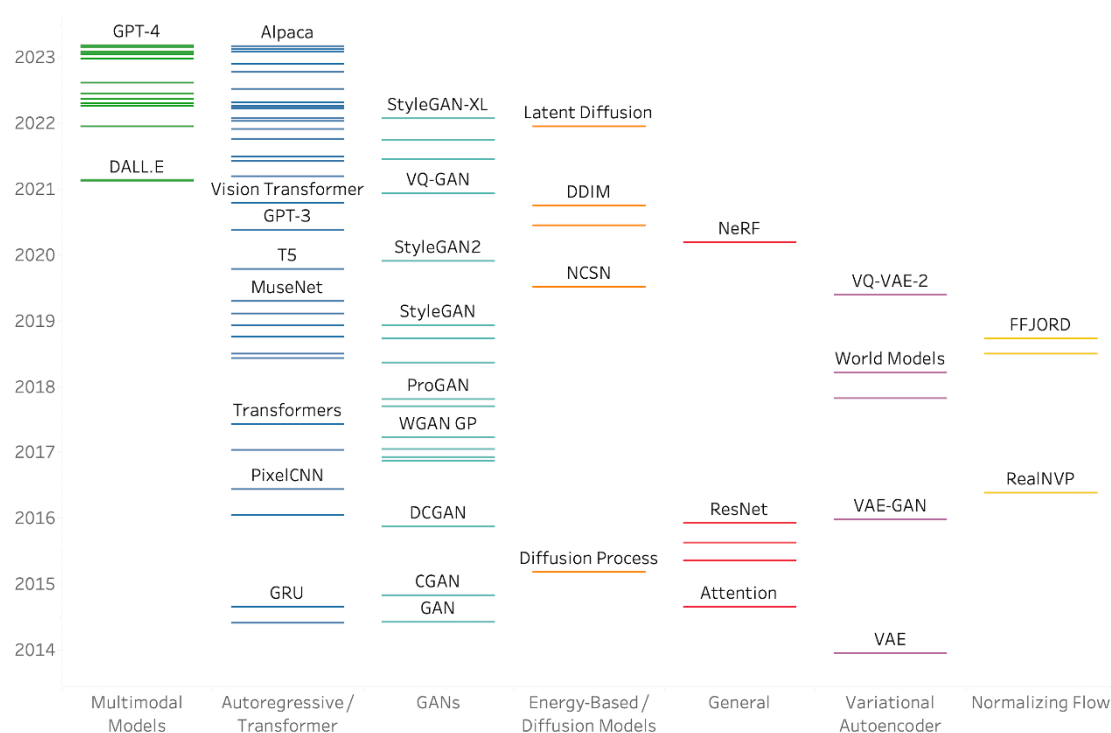 GPT-4
Alpaca
2023
StyleGAN-XL
Latent Diffusion
2022
DALL.E
VQ-GAN
2021
Vision Transformer
DDIM
GPT-3
NeRF
2020
T5
StyleGAN2
NCSN
VQ-VAE-2
MuseNet
2019
StyleGAN
FFJORD
World Models
2018
ProGAN
Transformers
WGAN GP
2017
PixelCNN
RealNVP
2016
DCGAN
ResNet
VAE-GAN
Diffusion Process
2015
CGAN
GRU
GAN
Attention
2014
VAE
Multimodal
Models
Autoregressive /
Transformer
GANs
Energy-Based /
Diffusion Models
General
Variational
Autoencoder
Normalizing Flow